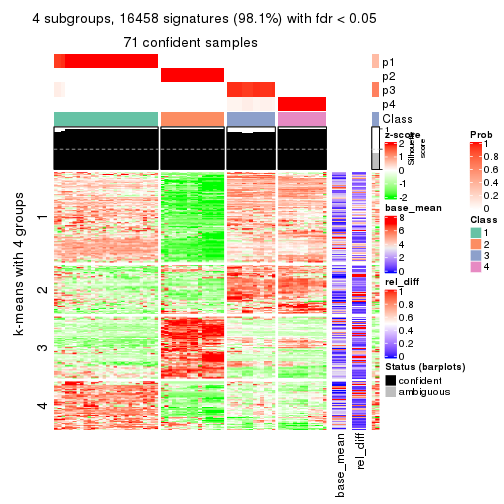 4 subgroups, 16458 signatures (98.1%) with fdr < 0.05
71 confident samples
p1
p2
p3
p4
Class
1
Silhouette
score
k-means with 4 groups
1
2
3
4
base_mean
rel_diff
z-score
2
1
0
-1
-2
base_mean
8
6
4
2
0
rel_diff
1
0.8
0.6
0.4
0.2
0
Status (barplots)
confident
ambiguous
Prob
1
0.8
0.6
0.4
0.2
0
Class
1
2
3
4